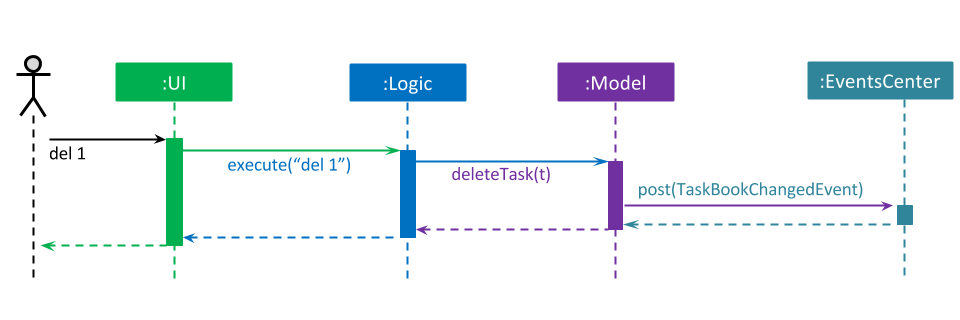 :UI
:Logic
:Model
:EventsCenter
del 1
execute(“del 1”)
deleteTask(t)
post(TaskBookChangedEvent)